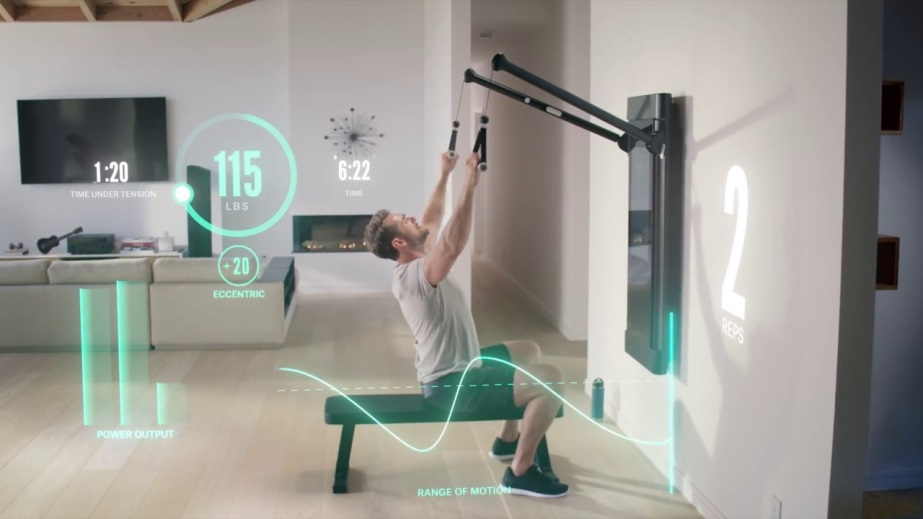 1:20
TIME UNDER TENSION
115
LBS
6:22
TIME
+20
ECCENTRIC
2
REPS
POWER OUTPUT
RANGE OF MOTION